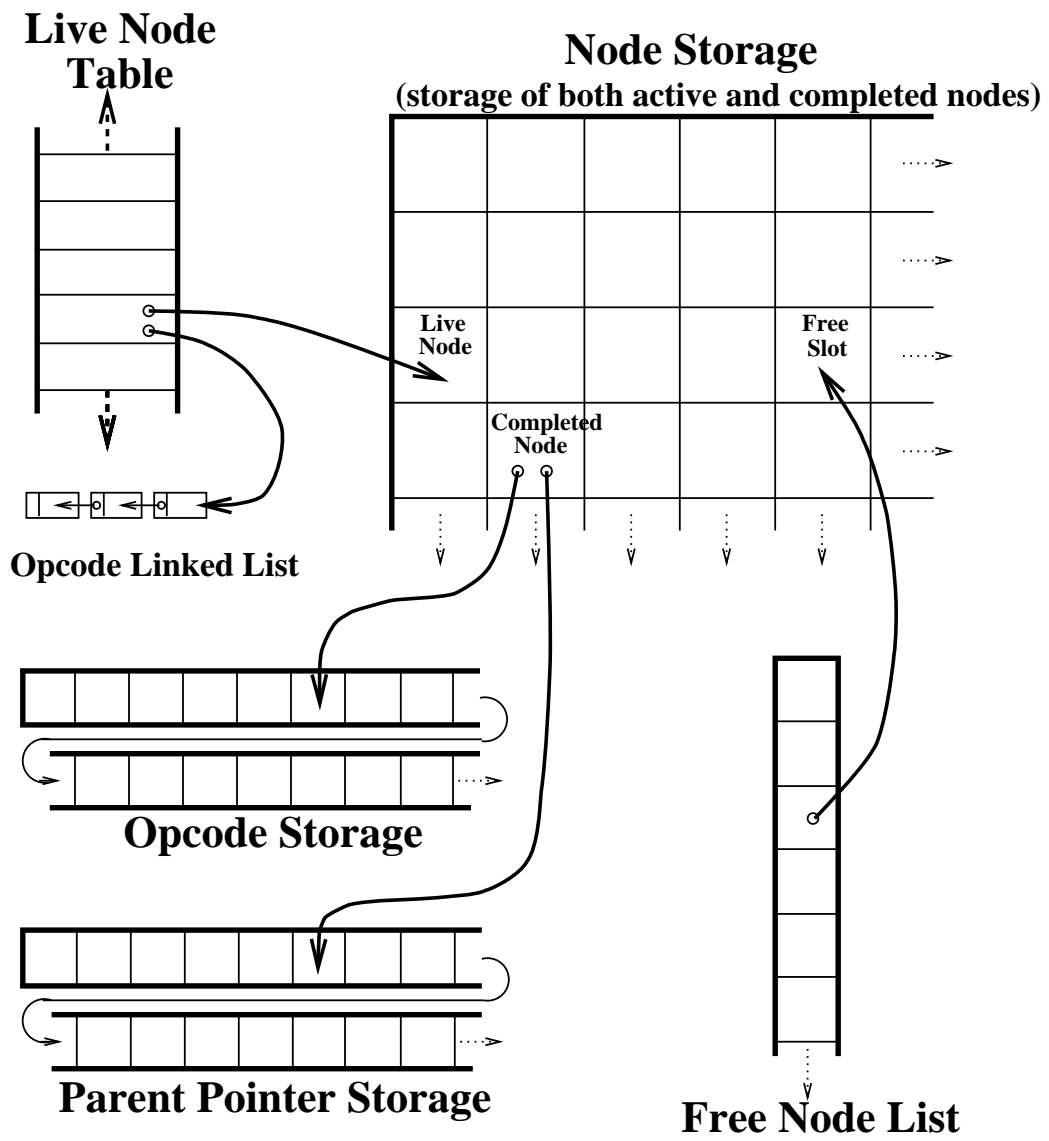 Live Node
Table
Node Storage
(storage of both active and completed nodes)
Live
Node
Free
Slot
Completed
Node
Opcode Linked List
Opcode Storage
Parent Pointer Storage
Free Node List